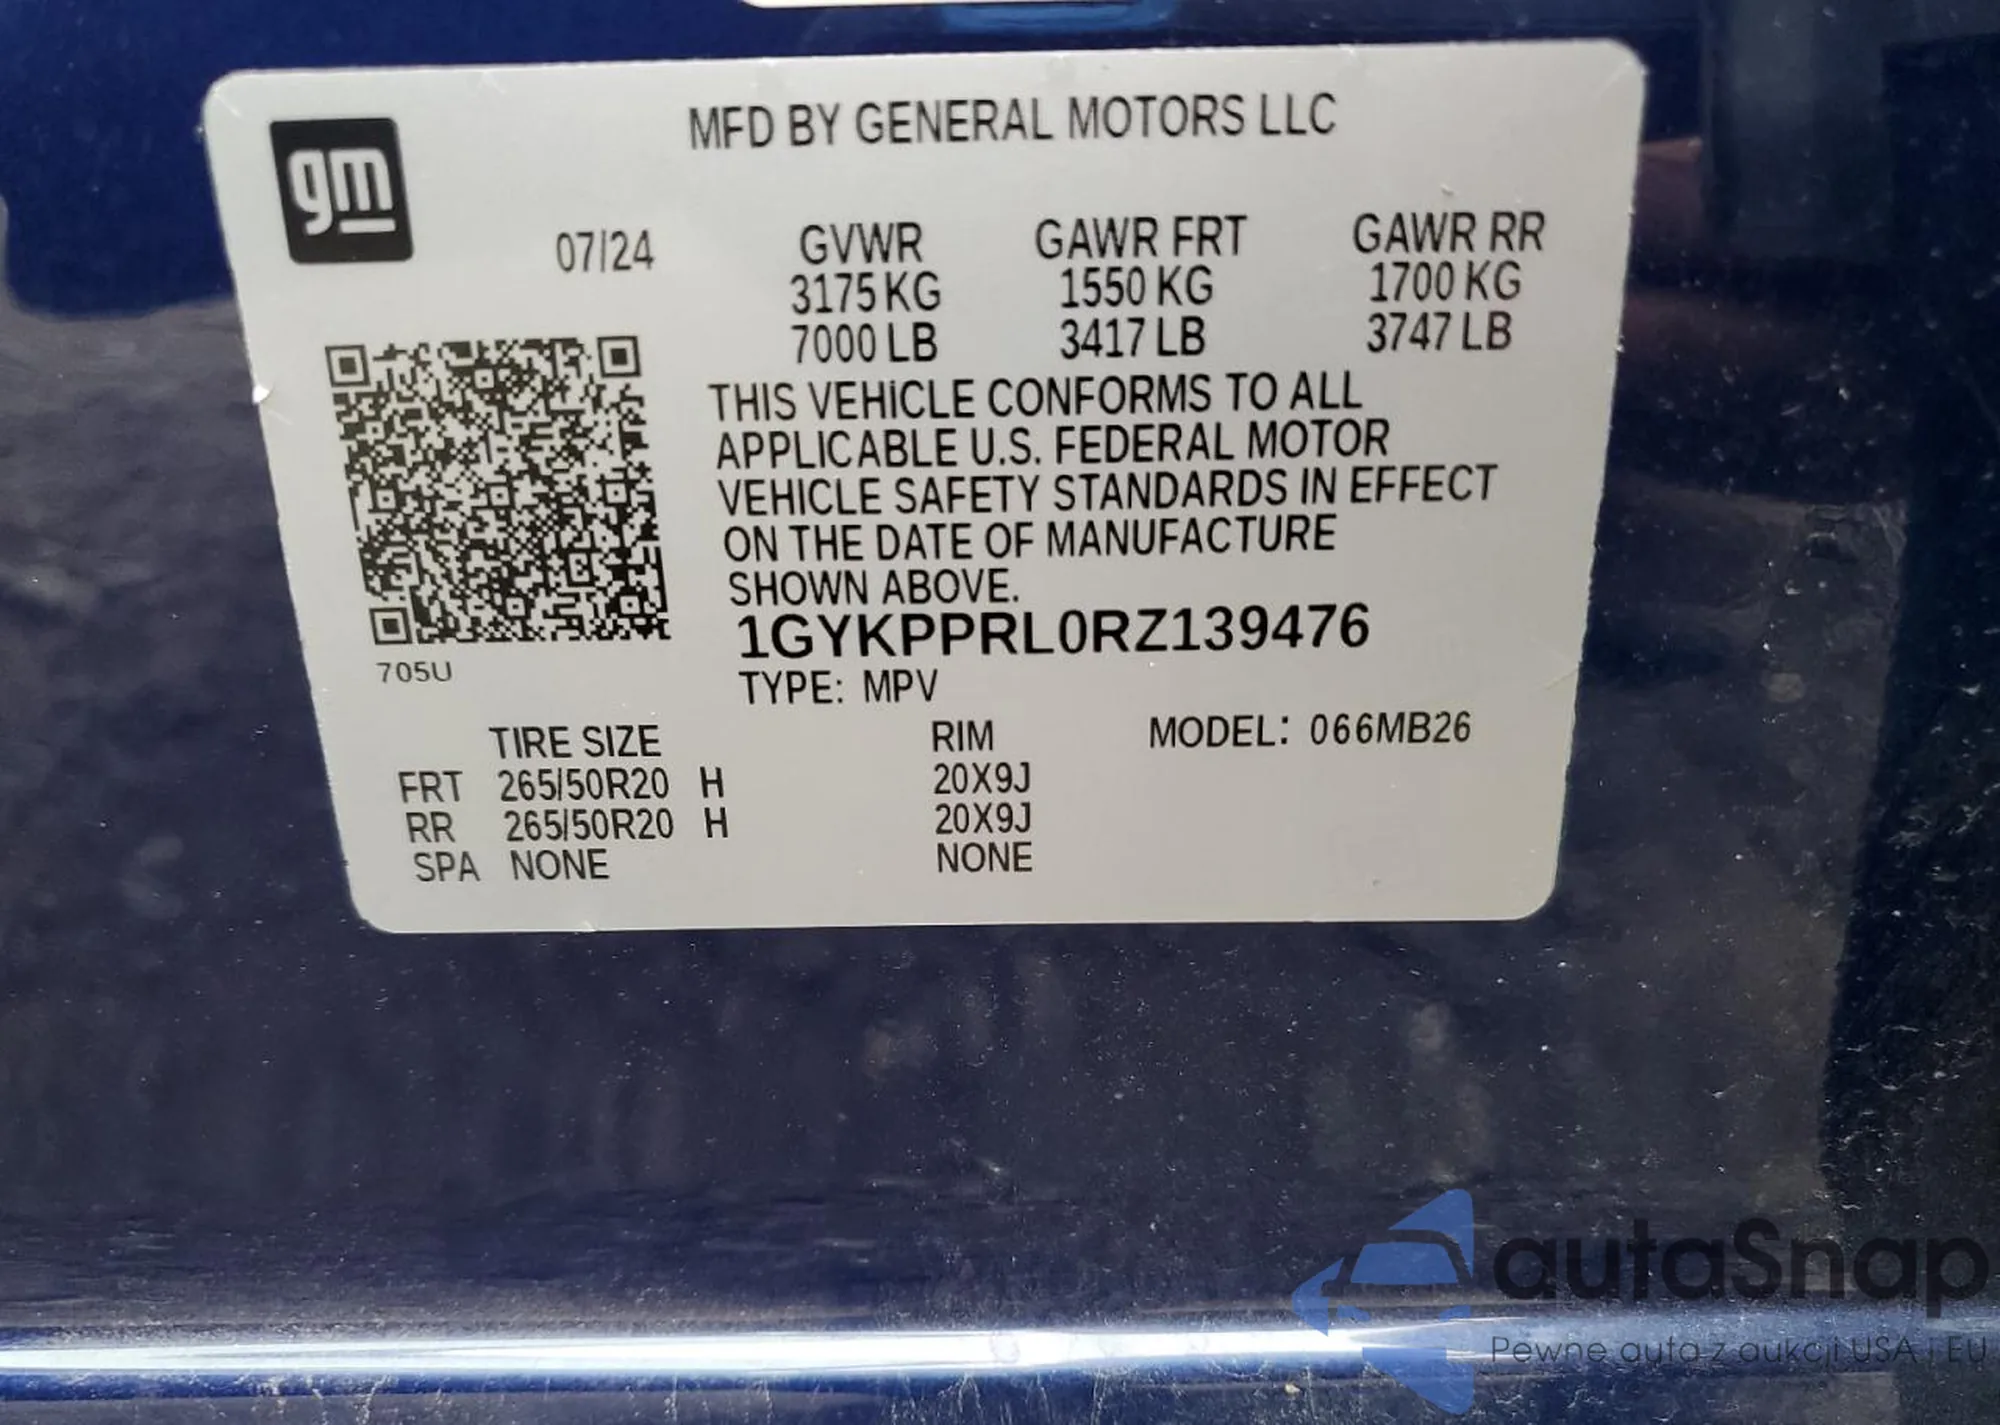 MFD BY GENERAL MOTORS LLC
gm
07/24 GVWR GAWR FRT GAWR RR
3175 KG 1550 KG 1700 KG
7000 LB 3417 LB 3747 LB
THIS VEHICLE CONFORMS TO ALL
APPLICABLE U.S. FEDERAL MOTOR
VEHICLE SAFETY STANDARDS IN EFFECT
ON THE DATE OF MANUFACTURE
SHOWN ABOVE.
1GYKPPRL0RZ139476
705U
TYPE: MPV
TIRE SIZE RIM MODEL: 066MB26
FRT 265/50R20 H 20X9J
RR 265/50R20 H 20X9J
SPA NONE NONE
autaSnap
Pewne auta z aukcji USA i EU